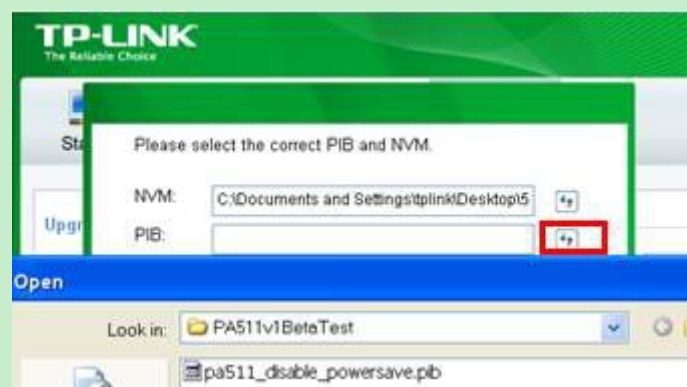 TP-LINK
The Reliable Choice
Sta
Please select the correct PIB and NVM.
NVM: C:\Documents and Settings\tplink\Desktop\5
Upgr
PIB:
Open
Look in: PA511v1BetaTest
pa511_disable_powersave.pib